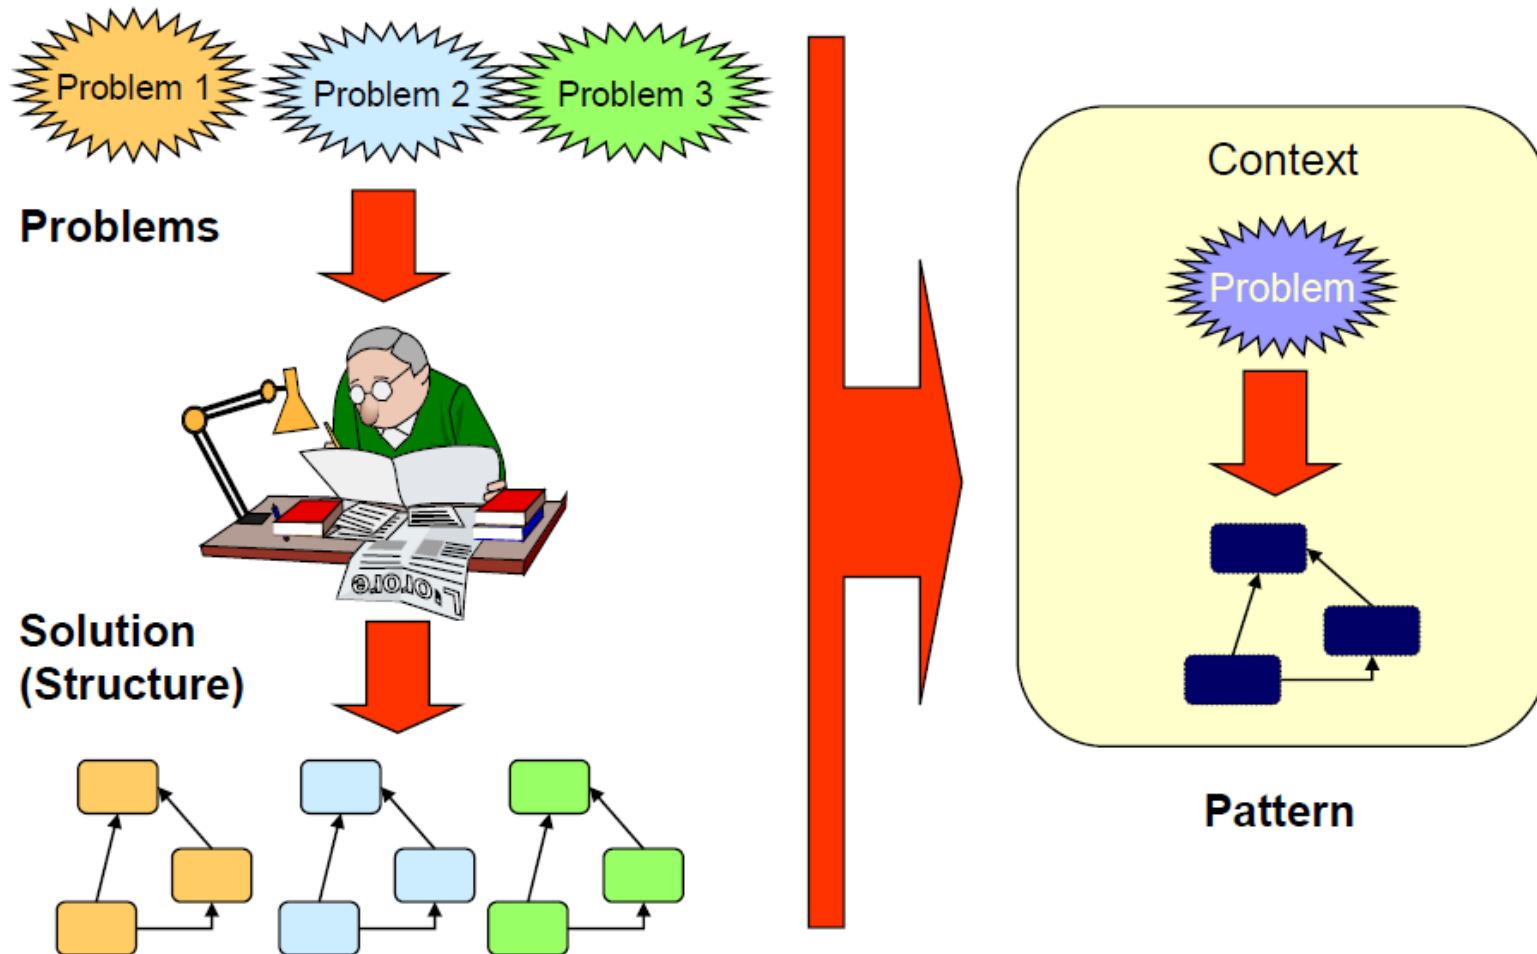 Problem 1
Problem 2
Problem 3
Problems
Solution
(Structure)
Context
Problem
Pattern